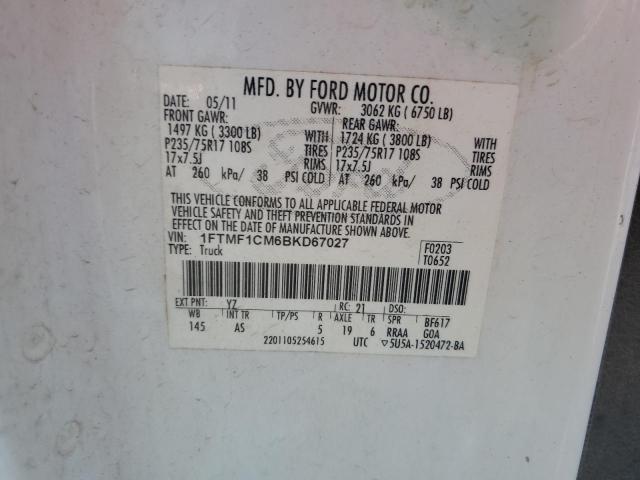 MFD. BY FORD MOTOR CO.
DATE: 05/11 GVWR: 3062 KG ( 6750 LB)
FRONT GAWR: REAR GAWR:
1497 KG ( 3300 LB) WITH 1724 KG ( 3800 LB) WITH
P235/75R17 108S TIRES P235/75R17 108S TIRES
17x7.5J RIMS 17x7.5J RIMS
AT 260 kPa/ 38 PSI COLD AT 260 kPa/ 38 PSI COLD
THIS VEHICLE CONFORMS TO ALL APPLICABLE FEDERAL MOTOR
VEHICLE SAFETY AND THEFT PREVENTION STANDARDS IN
EFFECT ON THE DATE OF MANUFACTURE SHOWN ABOVE.
VIN: 1FTMF1CM6BKD67027 F0203
TYPE: Truck T0652
EXT PNT: YZ RC: 21 DSO:
WB INT TR TP/PS R AXLE TR SPR BF617
145 AS 5 19 6 RRAA GOA
2201105254615 UTC ▽5U5A-1520472-BA